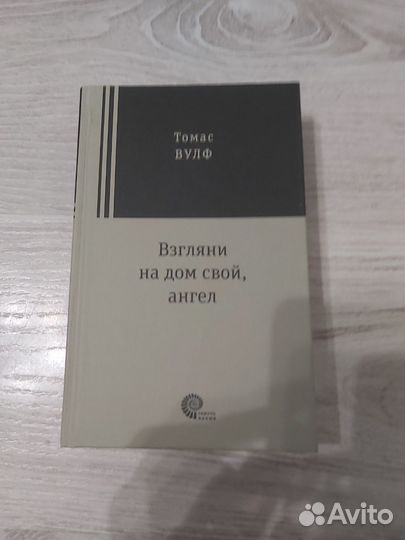 Томас
ВУЛФ
Взгляни
на дом свой,
ангел
Avito